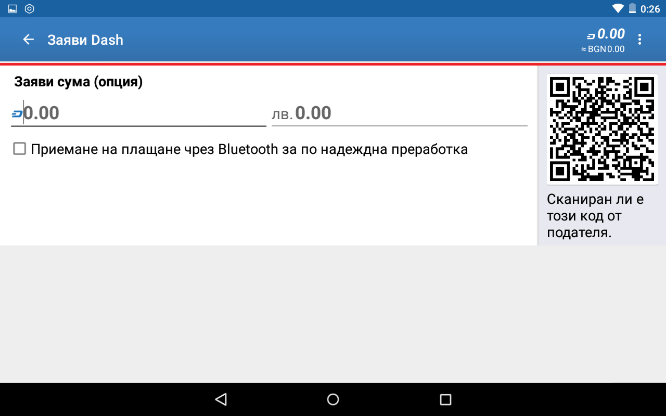 0:26
Заяви Dash
0.00
≈ BGN0.00
Заяви сума (опция)
0.00
лв. 0.00
Приемане на плащане чрез Bluetooth за по надеждна преработка
Сканиран ли е
този код от
подателя.